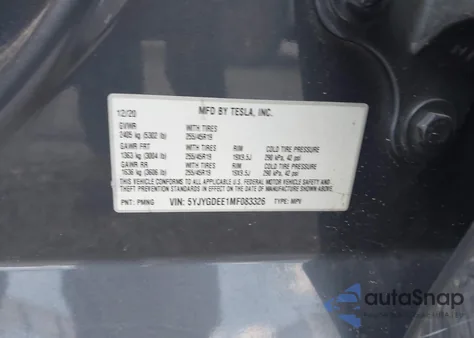 12/20 MFD BY TESLA, INC.
GVWR WITH TIRES
2405 kg (5302 lb) 255/45R19
GAWR FRT WITH TIRES RIM COLD TIRE PRESSURE
1363 kg (3004 lb) 255/45R19 19X9.5J 290 kPa, 42 psi
GAWR RR WITH TIRES RIM COLD TIRE PRESSURE
1636 kg (3606 lb) 255/45R19 19X9.5J 290 kPa, 42 psi
THIS VEHICLE CONFORMS TO ALL APPLICABLE FEDERAL MOTOR VEHICLE SAFETY AND
THEFT PREVENTION STANDARDS IN EFFECT ON THE DATE OF MANUFACTURE SHOWN ABOVE.
PNT: PMNG VIN: 5YJYGDEE1MF083326 TYPE: MPV
autaSnap